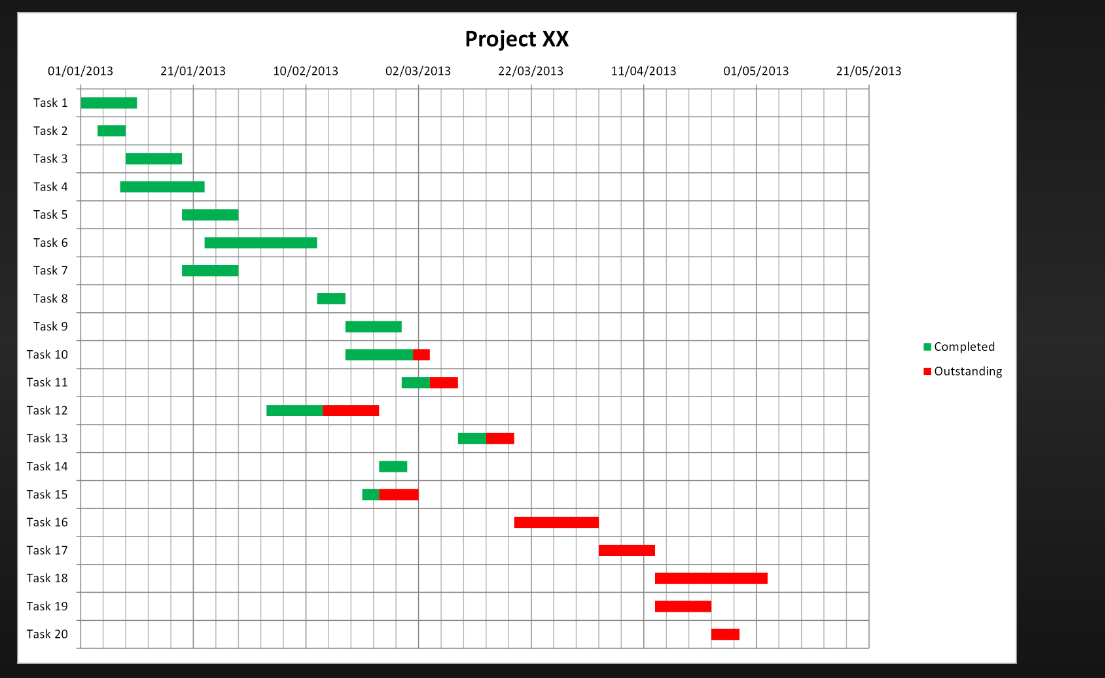 Project XX
01/01/2013 21/01/2013 10/02/2013 02/03/2013 22/03/2013 11/04/2013 01/05/2013 21/05/2013
Task 1
Task 2
Task 3
Task 4
Task 5
Task 6
Task 7
Task 8
Task 9
Task 10
Task 11
Task 12
Task 13
Task 14
Task 15
Task 16
Task 17
Task 18
Task 19
Task 20
Completed
Outstanding